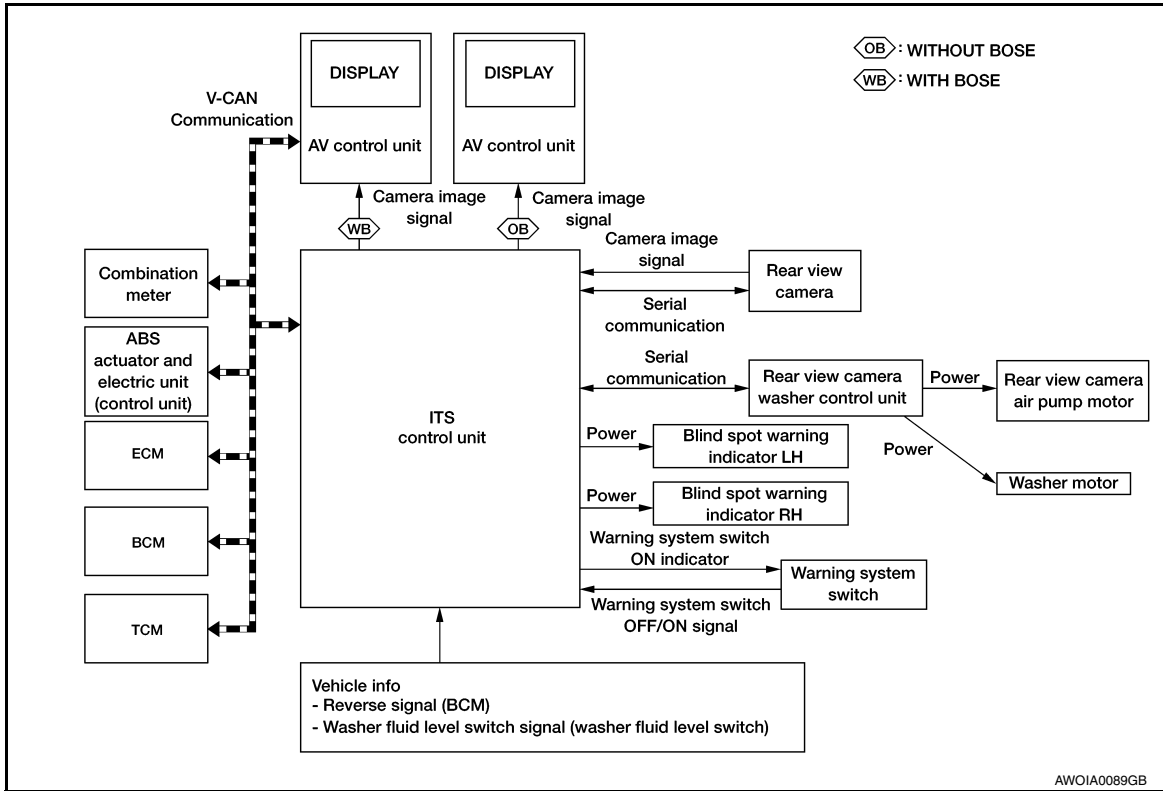 OB : WITHOUT BOSE
WB : WITH BOSE
DISPLAY
AV control unit
DISPLAY
AV control unit
V-CAN
Communication
Camera image
signal
WB
Camera image
signal
OB
Combination
meter
ABS
actuator and
electric unit
(control unit)
ECM
BCM
TCM
ITS
control unit
Camera image
signal
Serial
communication
Rear view
camera
Serial
communication
Rear view camera
washer control unit
Power
Rear view camera
air pump motor
Power
Washer motor
Power
Blind spot warning
indicator LH
Power
Blind spot warning
indicator RH
Warning system switch
ON indicator
Warning system switch
OFF/ON signal
Warning system
switch
Vehicle info
- Reverse signal (BCM)
- Washer fluid level switch signal (washer fluid level switch)
AWOIA0089GB